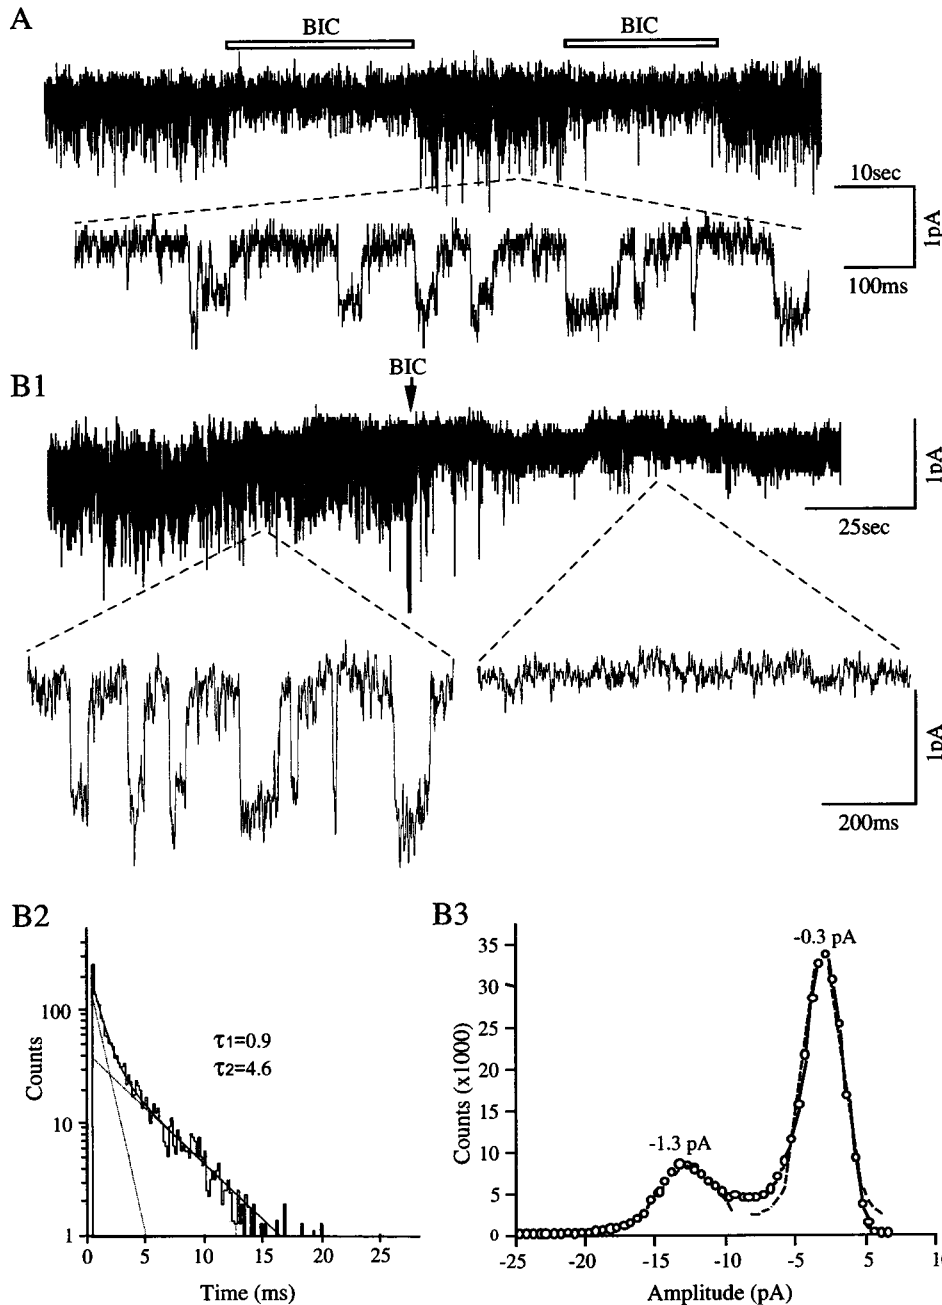 A
BIC
BIC
10sec
1pA
100ms
B1
BIC
1pA
25sec
1pA
200ms
B2
100
10
1
Counts
τ1=0.9
τ2=4.6
0
5
10
15
20
25
Time (ms)
B3
-0.3 pA
-1.3 pA
35
30
25
20
15
10
5
0
Counts (x1000)
-25
-20
-15
-10
-5
5
10
Amplitude (pA)